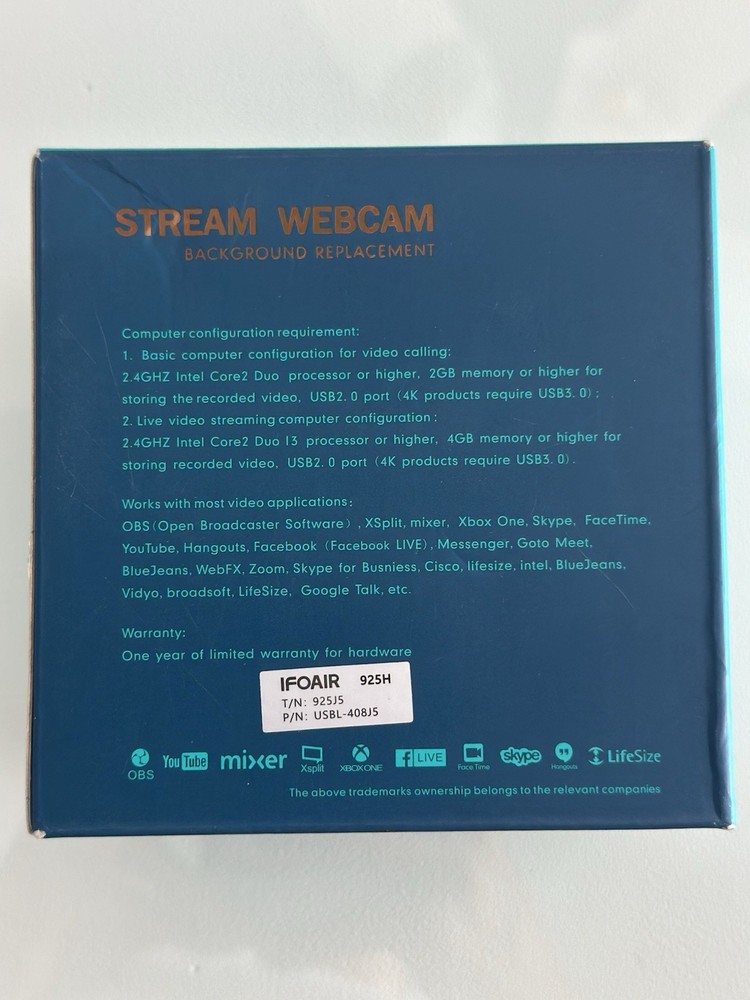 STREAM WEBCAM
BACKGROUND REPLACEMENT
Computer configuration requirement:
1. Basic computer configuration for video calling:
2.4GHZ Intel Core2 Duo processor or higher, 2GB memory or higher for
storing the recorded video, USB2.0 port (4K products require USB3.0);
2. Live video streaming computer configuration:
2.4GHZ Intel Core2 Duo I3 processor or higher, 4GB memory or higher for
storing recorded video, USB2.0 port (4K products require USB3.0).
Works with most video applications:
OBS(Open Broadcaster Software), XSplit, mixer, Xbox One, Skype, FaceTime,
YouTube, Hangouts, Facebook (Facebook LIVE), Messenger, Goto Meet,
BlueJeans, WebFX, Zoom, Skype for Busniess, Cisco, lifesize, intel, BlueJeans,
Vidyo, broadsoft, LifeSize, Google Talk, etc.
Warranty:
One year of limited warranty for hardware
IFOAIR 925H
T/N: 925J5
P/N: USBL-408J5
OBS YouTube mixer Xsplit XBOX ONE f LIVE Face Time skype Hangouts LifeSize
The above trademarks ownership belongs to the relevant companies